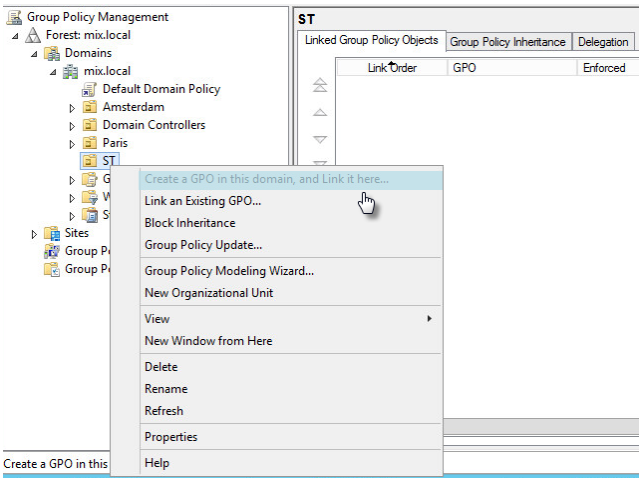 Group Policy Management
Forest: mix.local
Domains
mix.local
Default Domain Policy
Amsterdam
Domain Controllers
Paris
ST
G
W
S
Sites
Group P
Group P
ST
Linked Group Policy Objects
Group Policy Inheritance
Delegation
Link Order
GPO
Enforced
Create a GPO in this domain, and Link it here...
Link an Existing GPO...
Block Inheritance
Group Policy Update...
Group Policy Modeling Wizard...
New Organizational Unit
View
New Window from Here
Delete
Rename
Refresh
Properties
Help
Create a GPO in this